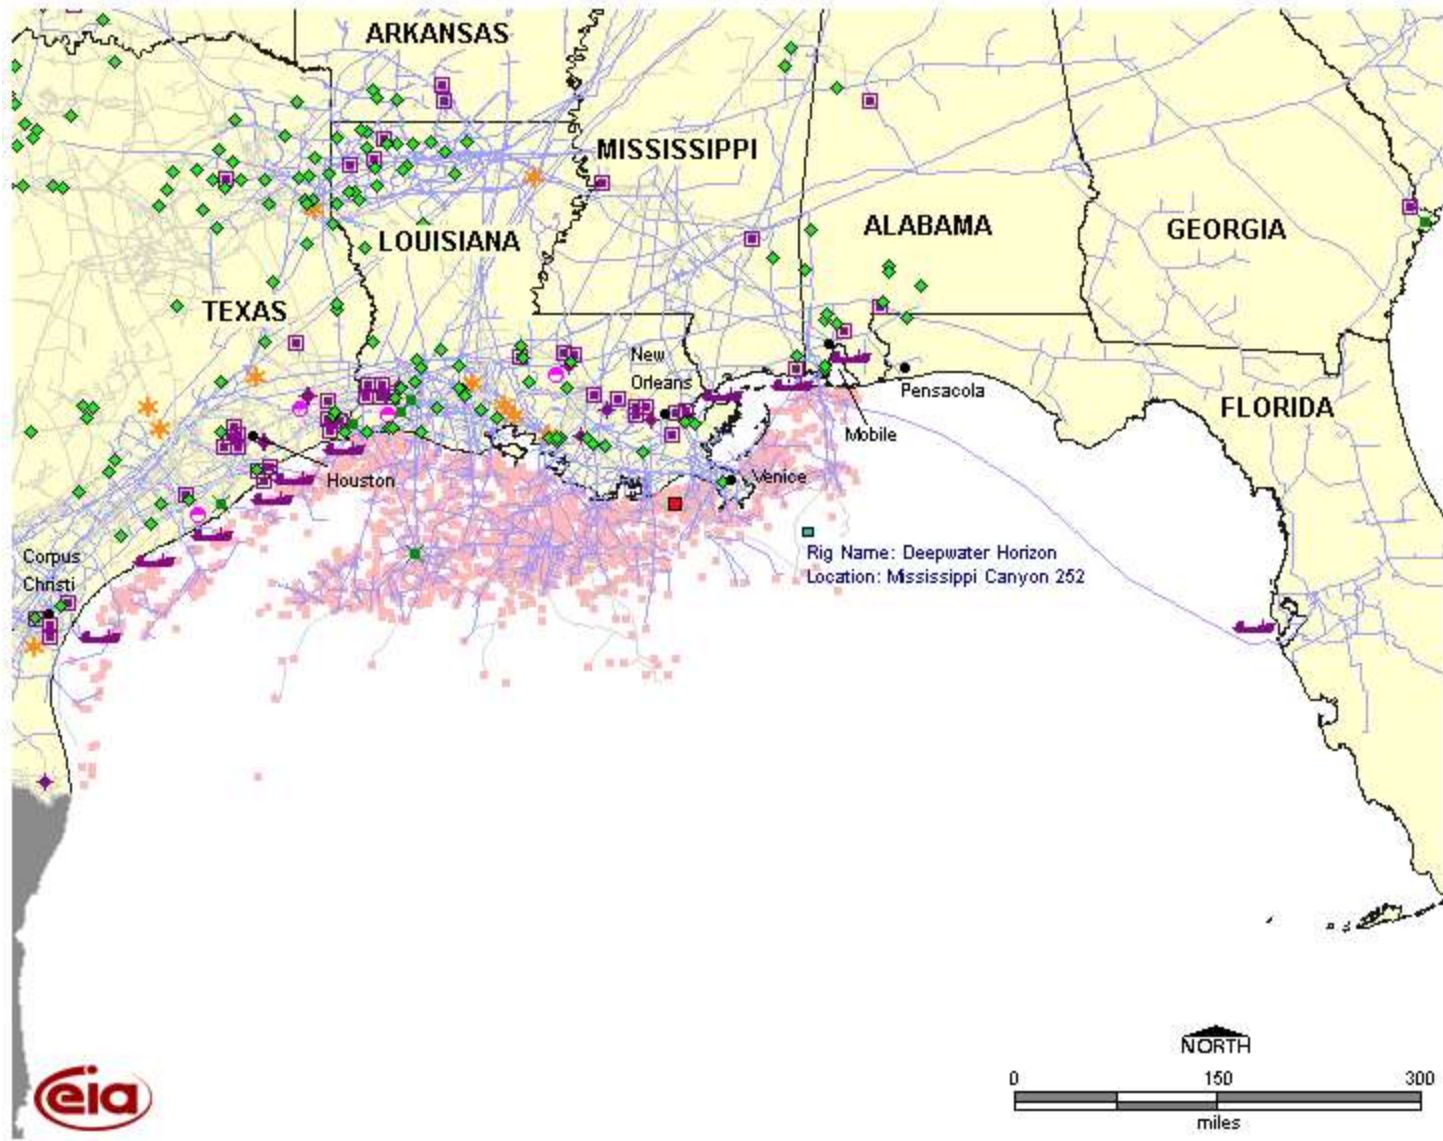 ARKANSAS
MISSISSIPPI
ALABAMA
GEORGIA
LOUISIANA
TEXAS
New
Orleans
Pensacola
FLORIDA
Mobile
Houston
Venice
Corpus
Christi
Rig Name: Deepwater Horizon
Location: Mississippi Canyon 252
NORTH
0 150 300
miles
eia